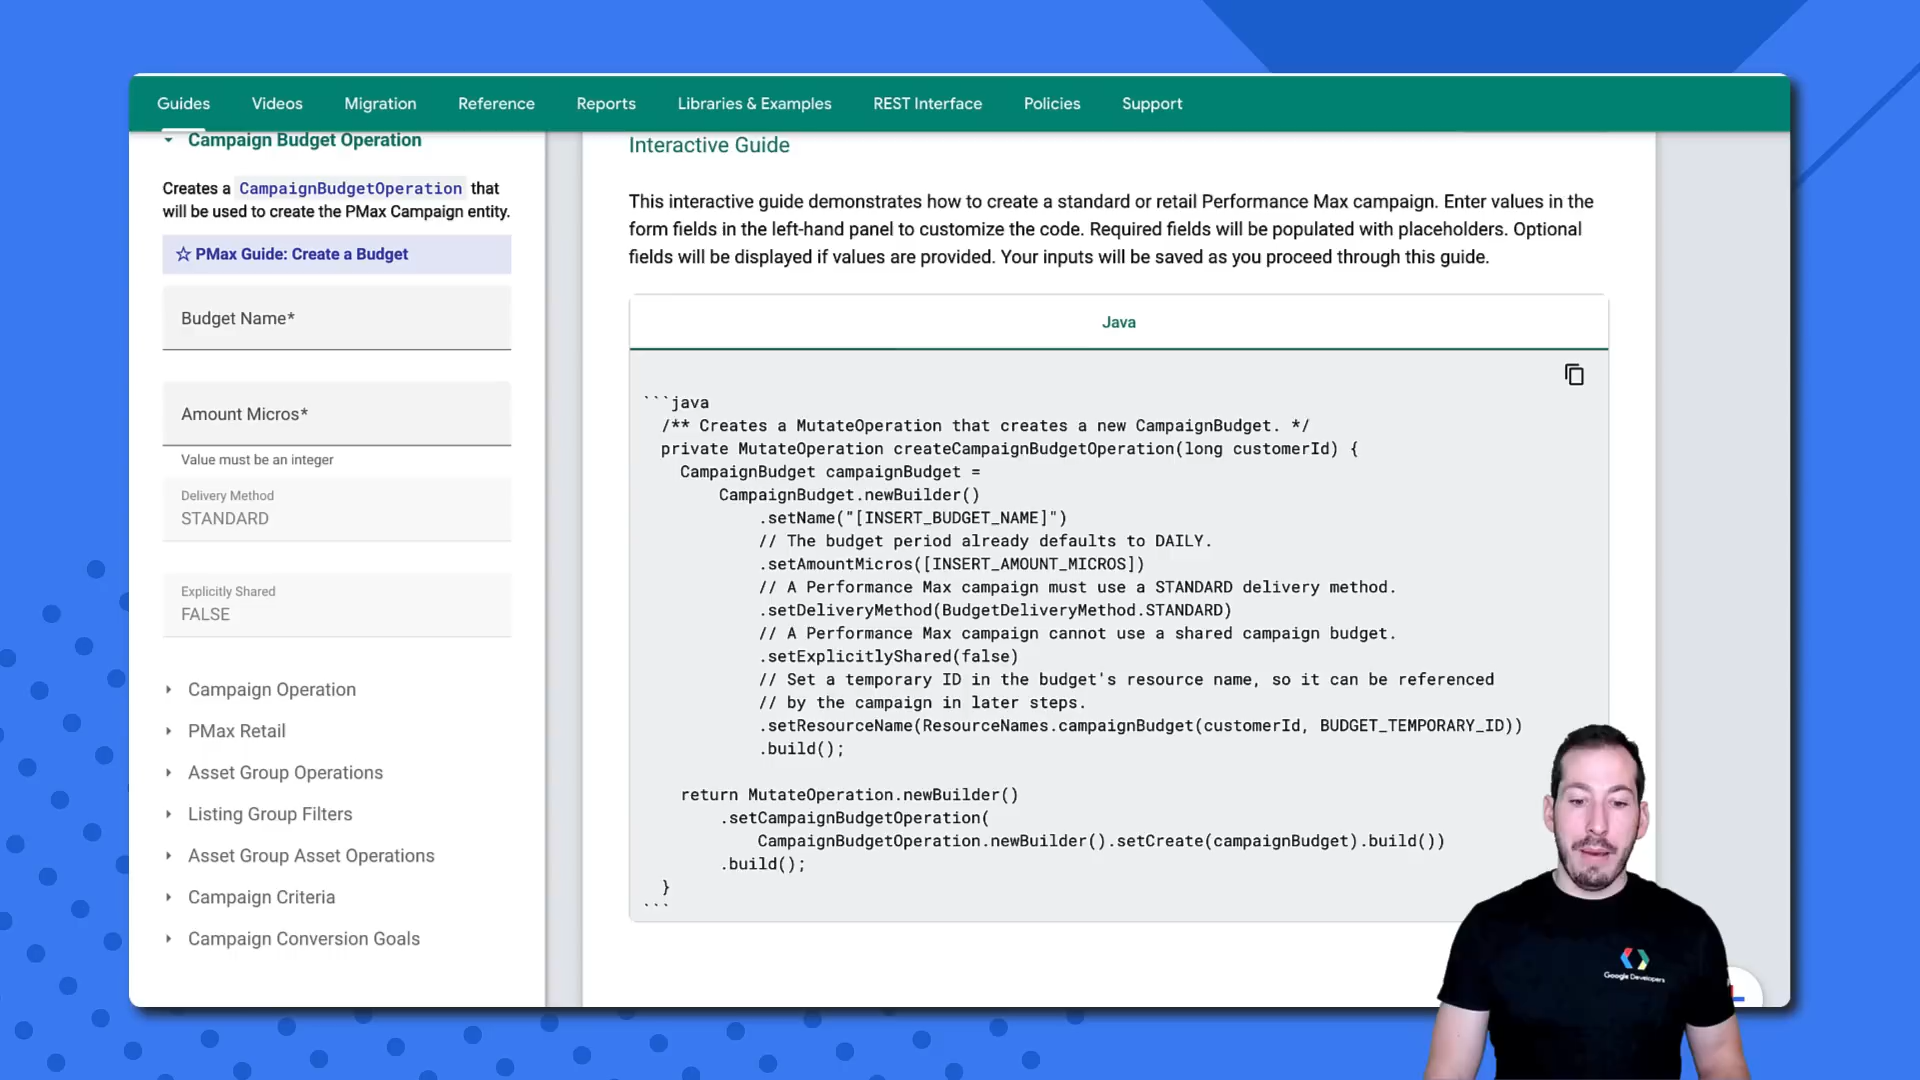 Guides Videos Migration Reference Reports Libraries & Examples REST Interface Policies Support
Campaign Budget Operation
Creates a CampaignBudgetOperation that
will be used to create the PMax Campaign entity.
☆ PMax Guide: Create a Budget
Budget Name*
Amount Micros*
Value must be an integer
Delivery Method
STANDARD
Explicitly Shared
FALSE
Campaign Operation
PMax Retail
Asset Group Operations
Listing Group Filters
Asset Group Asset Operations
Campaign Criteria
Campaign Conversion Goals
Interactive Guide
This interactive guide demonstrates how to create a standard or retail Performance Max campaign. Enter values in the
form fields in the left-hand panel to customize the code. Required fields will be populated with placeholders. Optional
fields will be displayed if values are provided. Your inputs will be saved as you proceed through this guide.
Java
```java
/** Creates a MutateOperation that creates a new CampaignBudget. */
private MutateOperation createCampaignBudgetOperation(long customerId) {
CampaignBudget campaignBudget =
CampaignBudget.newBuilder()
.setName("[INSERT_BUDGET_NAME]")
// The budget period already defaults to DAILY.
.setAmountMicros([INSERT_AMOUNT_MICROS])
// A Performance Max campaign must use a STANDARD delivery method.
.setDeliveryMethod(BudgetDeliveryMethod.STANDARD)
// A Performance Max campaign cannot use a shared campaign budget.
.setExplicitlyShared(false)
// Set a temporary ID in the budget's resource name, so it can be referenced
// by the campaign in later steps.
.setResourceName(ResourceNames.campaignBudget(customerId, BUDGET_TEMPORARY_ID))
.build();
return MutateOperation.newBuilder()
.setCampaignBudgetOperation(
CampaignBudgetOperation.newBuilder().setCreate(campaignBudget).build())
.build();
}
```
Google Developers